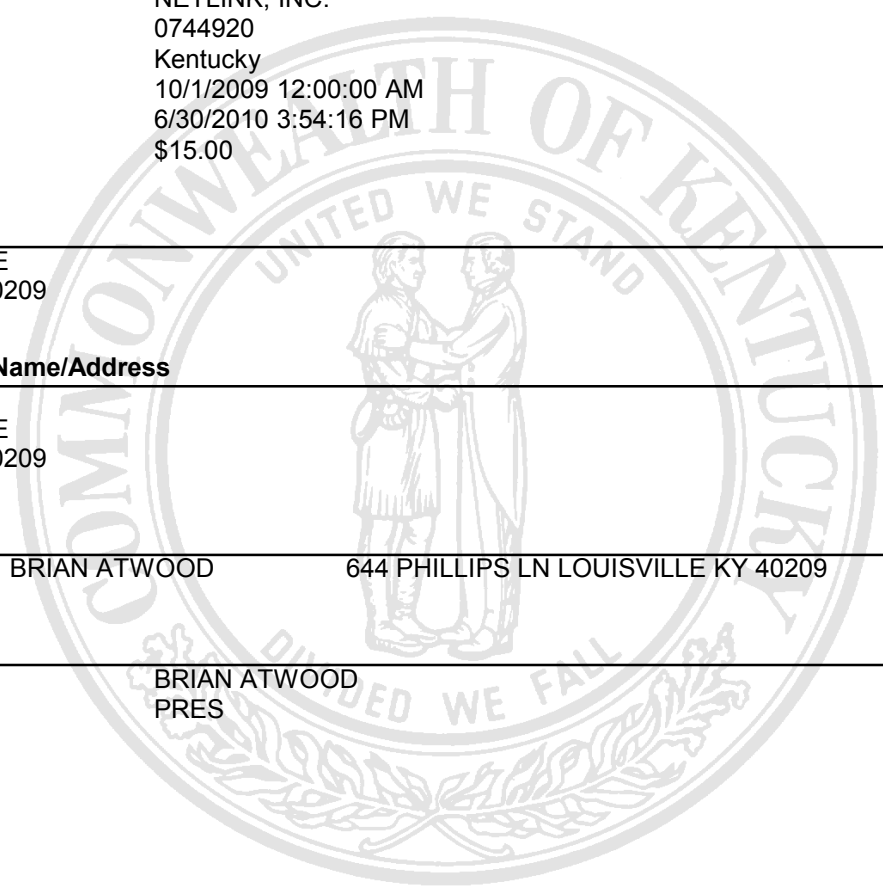 NETLINK, INC.
0744920
Kentucky
10/1/2009 12:00:00 AM
6/30/2010 3:54:16 PM
$15.00
E
0209
Name/Address
E
0209
BRIAN ATWOOD 644 PHILLIPS LN LOUISVILLE KY 40209
BRIAN ATWOOD
PRES
COMMONWEALTH OF KENTUCKY
UNITED WE STAND
DIVIDED WE FALL